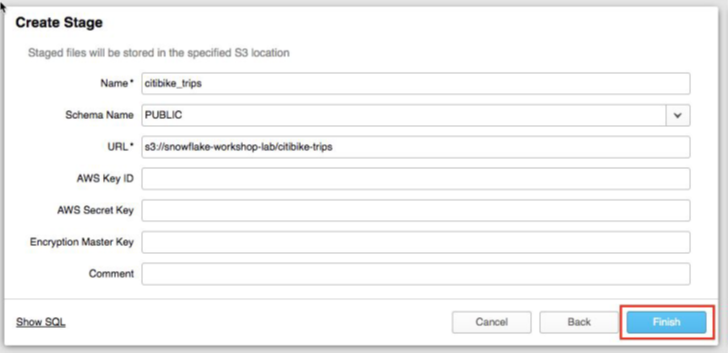 Create Stage
Staged files will be stored in the specified S3 location
Name* citibike_trips
Schema Name PUBLIC
URL* s3://snowflake-workshop-lab/citibike-trips
AWS Key ID
AWS Secret Key
Encryption Master Key
Comment
Show SQL Cancel Back Finish